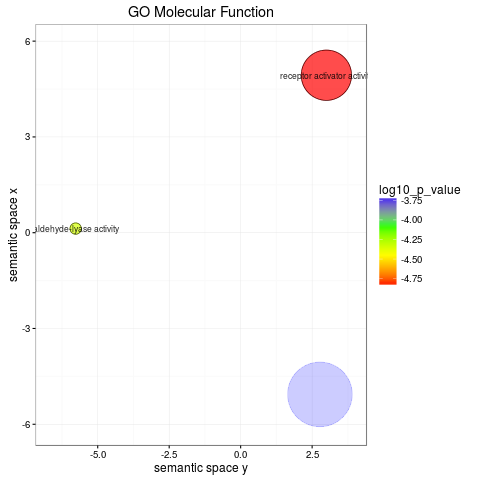 GO Molecular Function
6
3
0
-3
-6
receptor activator activi
aldehyde-lyase activity
-5.0
-2.5
0.0
2.5
semantic space y
semantic space x
log10_p_value
-3.75
-4.00
-4.25
-4.50
-4.75